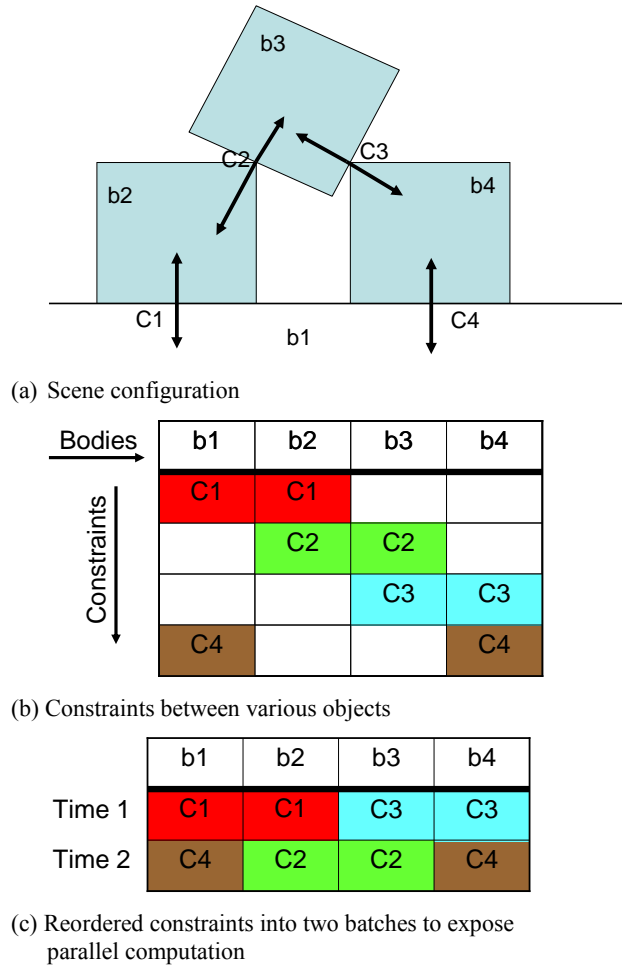 b3
C2
C3
b2
b4
C1
b1
C4
(a) Scene configuration
Bodies b1 b2 b3 b4
Constraints
C1 C1
C2 C2
C3 C3
C4 C4
(b) Constraints between various objects
b1 b2 b3 b4
Time 1 C1 C1 C3 C3
Time 2 C4 C2 C2 C4
(c) Reordered constraints into two batches to expose
parallel computation